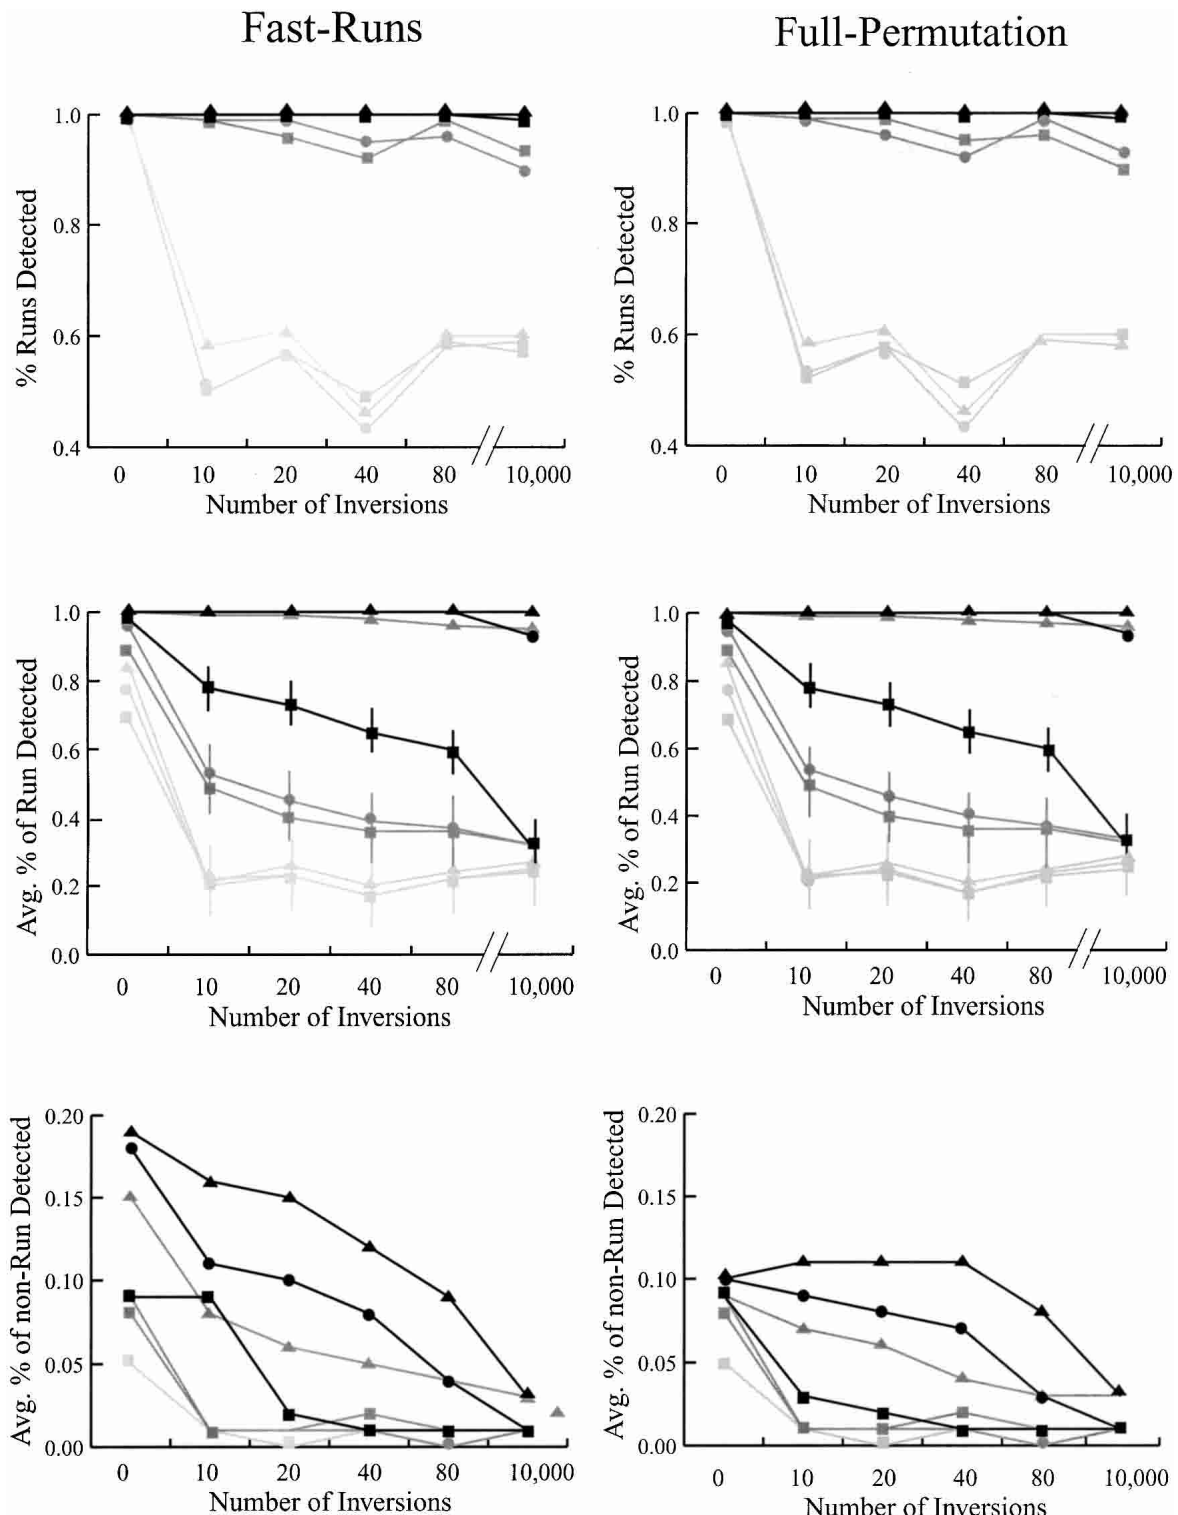 Fast-Runs
Full-Permutation
1.0
0.8
0.6
0.4
% Runs Detected
0 10 20 40 80 10,000
Number of Inversions
1.0
0.8
0.6
0.4
% Runs Detected
0 10 20 40 80 10,000
Number of Inversions
1.0
0.8
0.6
0.4
0.2
0.0
Avg. % of Run Detected
0 10 20 40 80 10,000
Number of Inversions
1.0
0.8
0.6
0.4
0.2
0.0
Avg. % of Run Detected
0 10 20 40 80 10,000
Number of Inversions
0.20
0.15
0.10
0.05
0.00
Avg. % of non-Run Detected
0 10 20 40 80 10,000
Number of Inversions
0.20
0.15
0.10
0.05
0.00
Avg. % of non-Run Detected
0 10 20 40 80 10,000
Number of Inversions